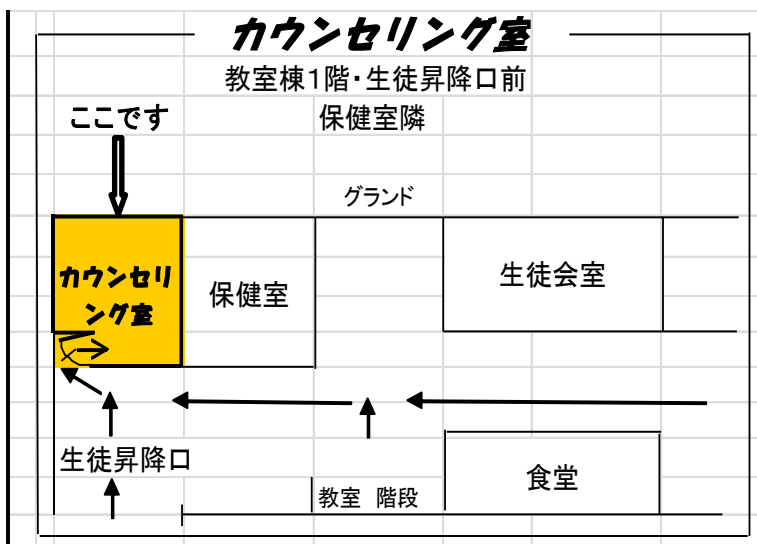 カウンセリング室
教室棟1階・生徒昇降口前
保健室隣
ここです
グランド
カウンセリ
ング室
保健室
生徒会室
生徒昇降口
食堂
教室 階段